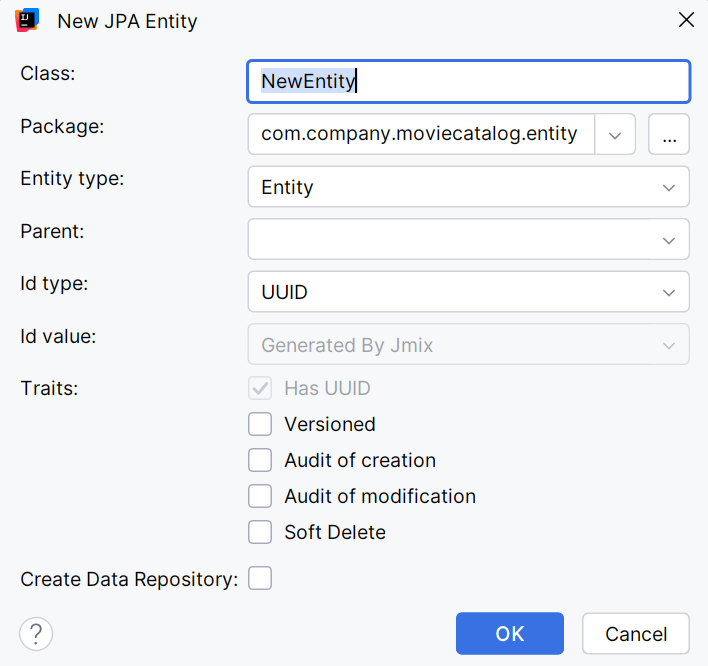 New JPA Entity
Class: NewEntity
Package: com.company.moviecatalog.entity ...
Entity type: Entity
Parent:
Id type: UUID
Id value: Generated By Jmix
Traits: Has UUID
Versioned
Audit of creation
Audit of modification
Soft Delete
Create Data Repository:
? OK Cancel